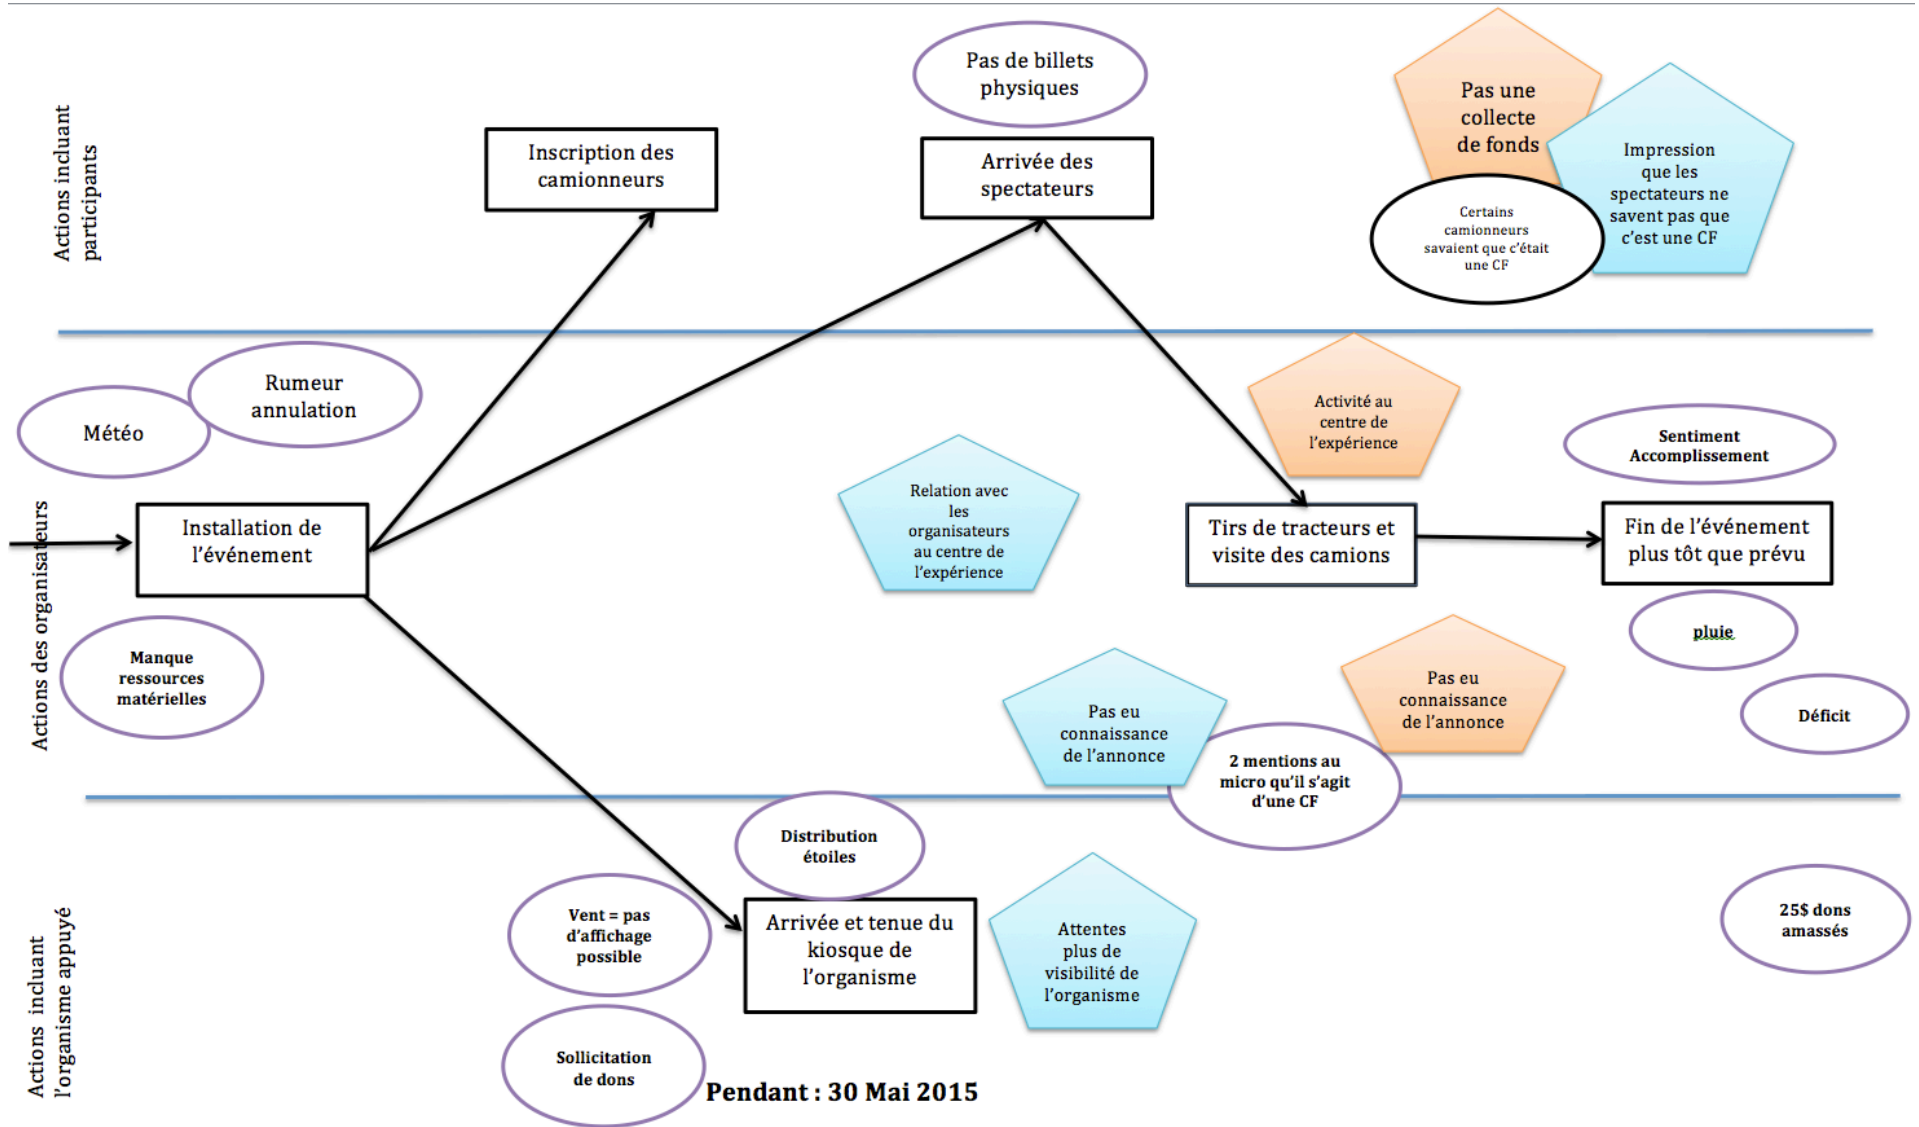 Actions incluant
participants
Pas de billets
physiques
Inscription des
camionneurs
Arrivée des
spectateurs
Pas une
collecte
de fonds
Impression
que les
spectateurs ne
savent pas que
c'est une CF
Certains
camionneurs
savaient que c'était
une CF
Actions des organisateurs
Météo
Rumeur
annulation
Installation de
l'événement
Manque
ressources
matérielles
Relation avec
les
organisateurs
au centre de
l'expérience
Activité au
centre de
l'expérience
Tirs de tracteurs et
visite des camions
Sentiment
Accomplissement
Fin de l'événement
plus tôt que prévu
pluie
Déficit
Pas eu
connaissance
de l'annonce
Pas eu
connaissance
de l'annonce
2 mentions au
micro qu'il s'agit
d'une CF
Actions incluant
l'organisme appuyé
Distribution
étoiles
Vent = pas
d'affichage
possible
Arrivée et tenue du
kiosque de
l'organisme
Attentes
plus de
visibilité de
l'organisme
25$ dons
amassés
Sollicitation
de dons
Pendant : 30 Mai 2015